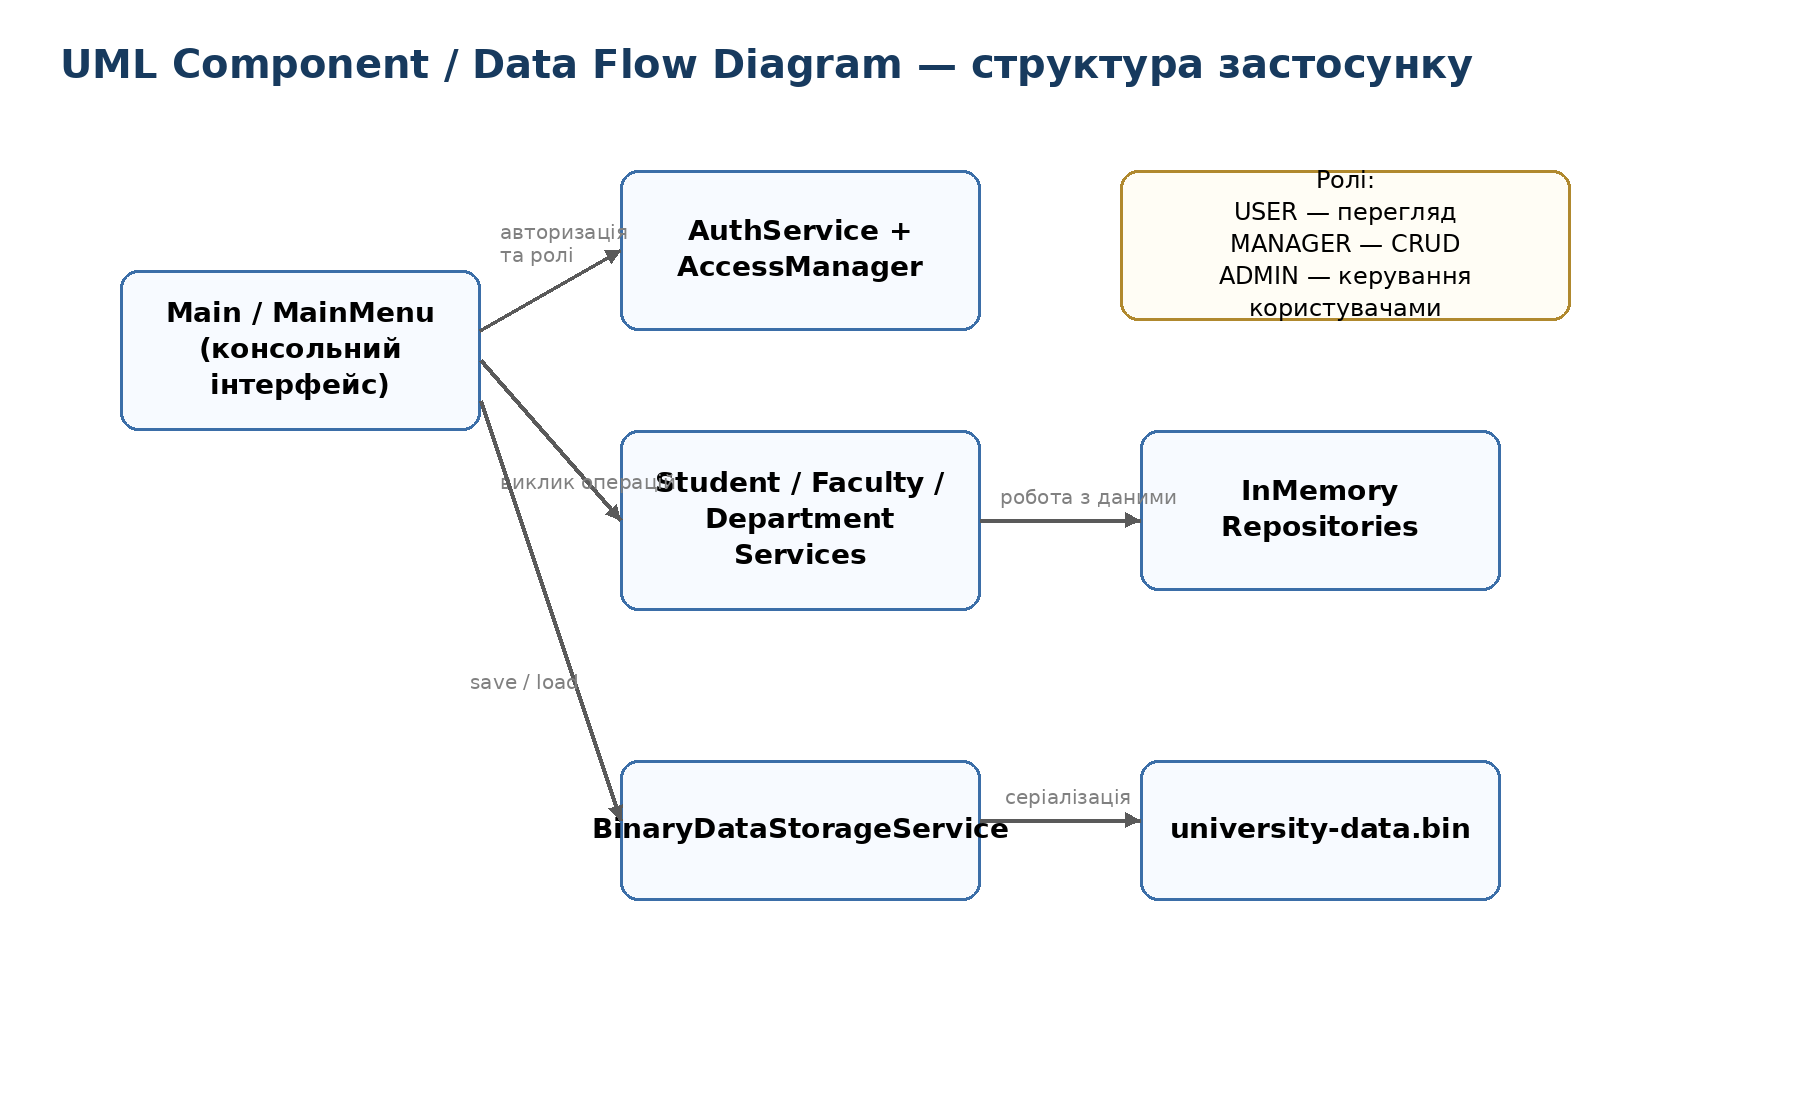 UML Component / Data Flow Diagram — структура застосунку
авторизація
та ролі
AuthService +
AccessManager
Ролі:
USER — перегляд
MANAGER — CRUD
ADMIN — керування
користувачами
Main / MainMenu
(консольний
інтерфейс)
виклик операцій
Student / Faculty /
Department
Services
робота з даними
InMemory
Repositories
save / load
BinaryDataStorageService
серіалізація
university-data.bin